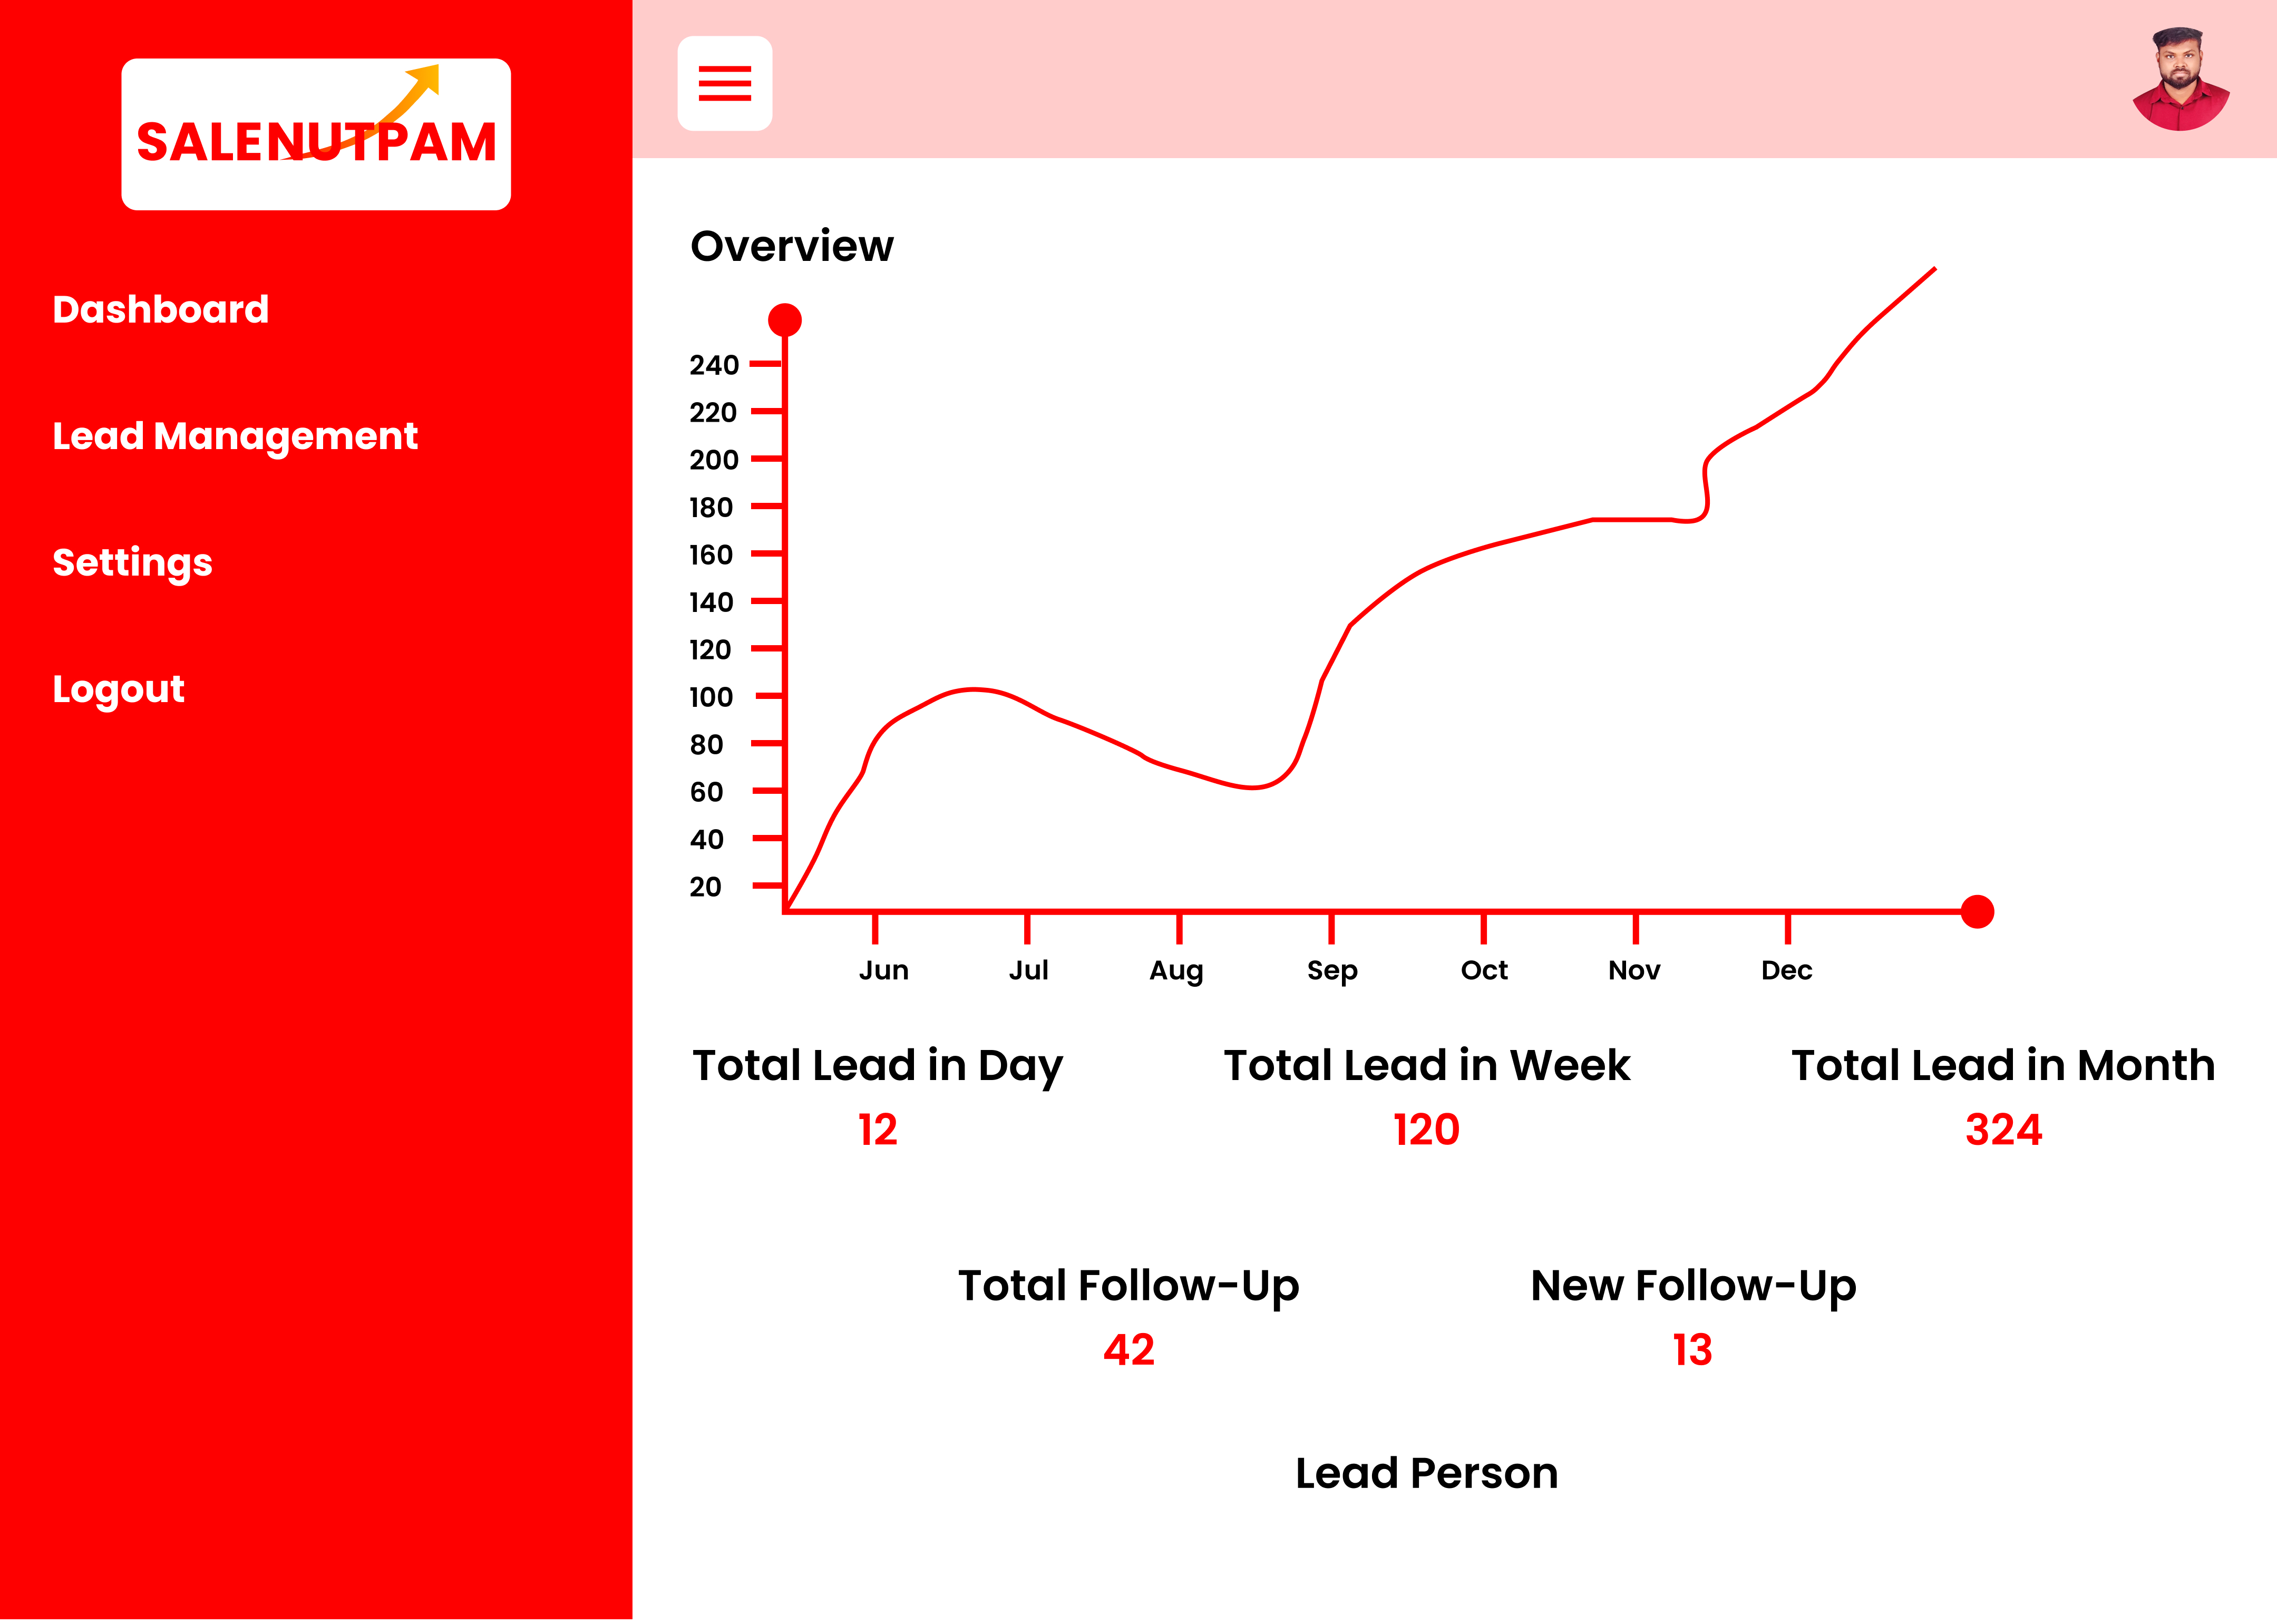 SALENUTPAM
Dashboard
Lead Management
Settings
Logout
Overview
240
220
200
180
160
140
120
100
80
60
40
20
Jun Jul Aug Sep Oct Nov Dec
Total Lead in Day Total Lead in Week Total Lead in Month
12 120 324
Total Follow-Up New Follow-Up
42 13
Lead Person